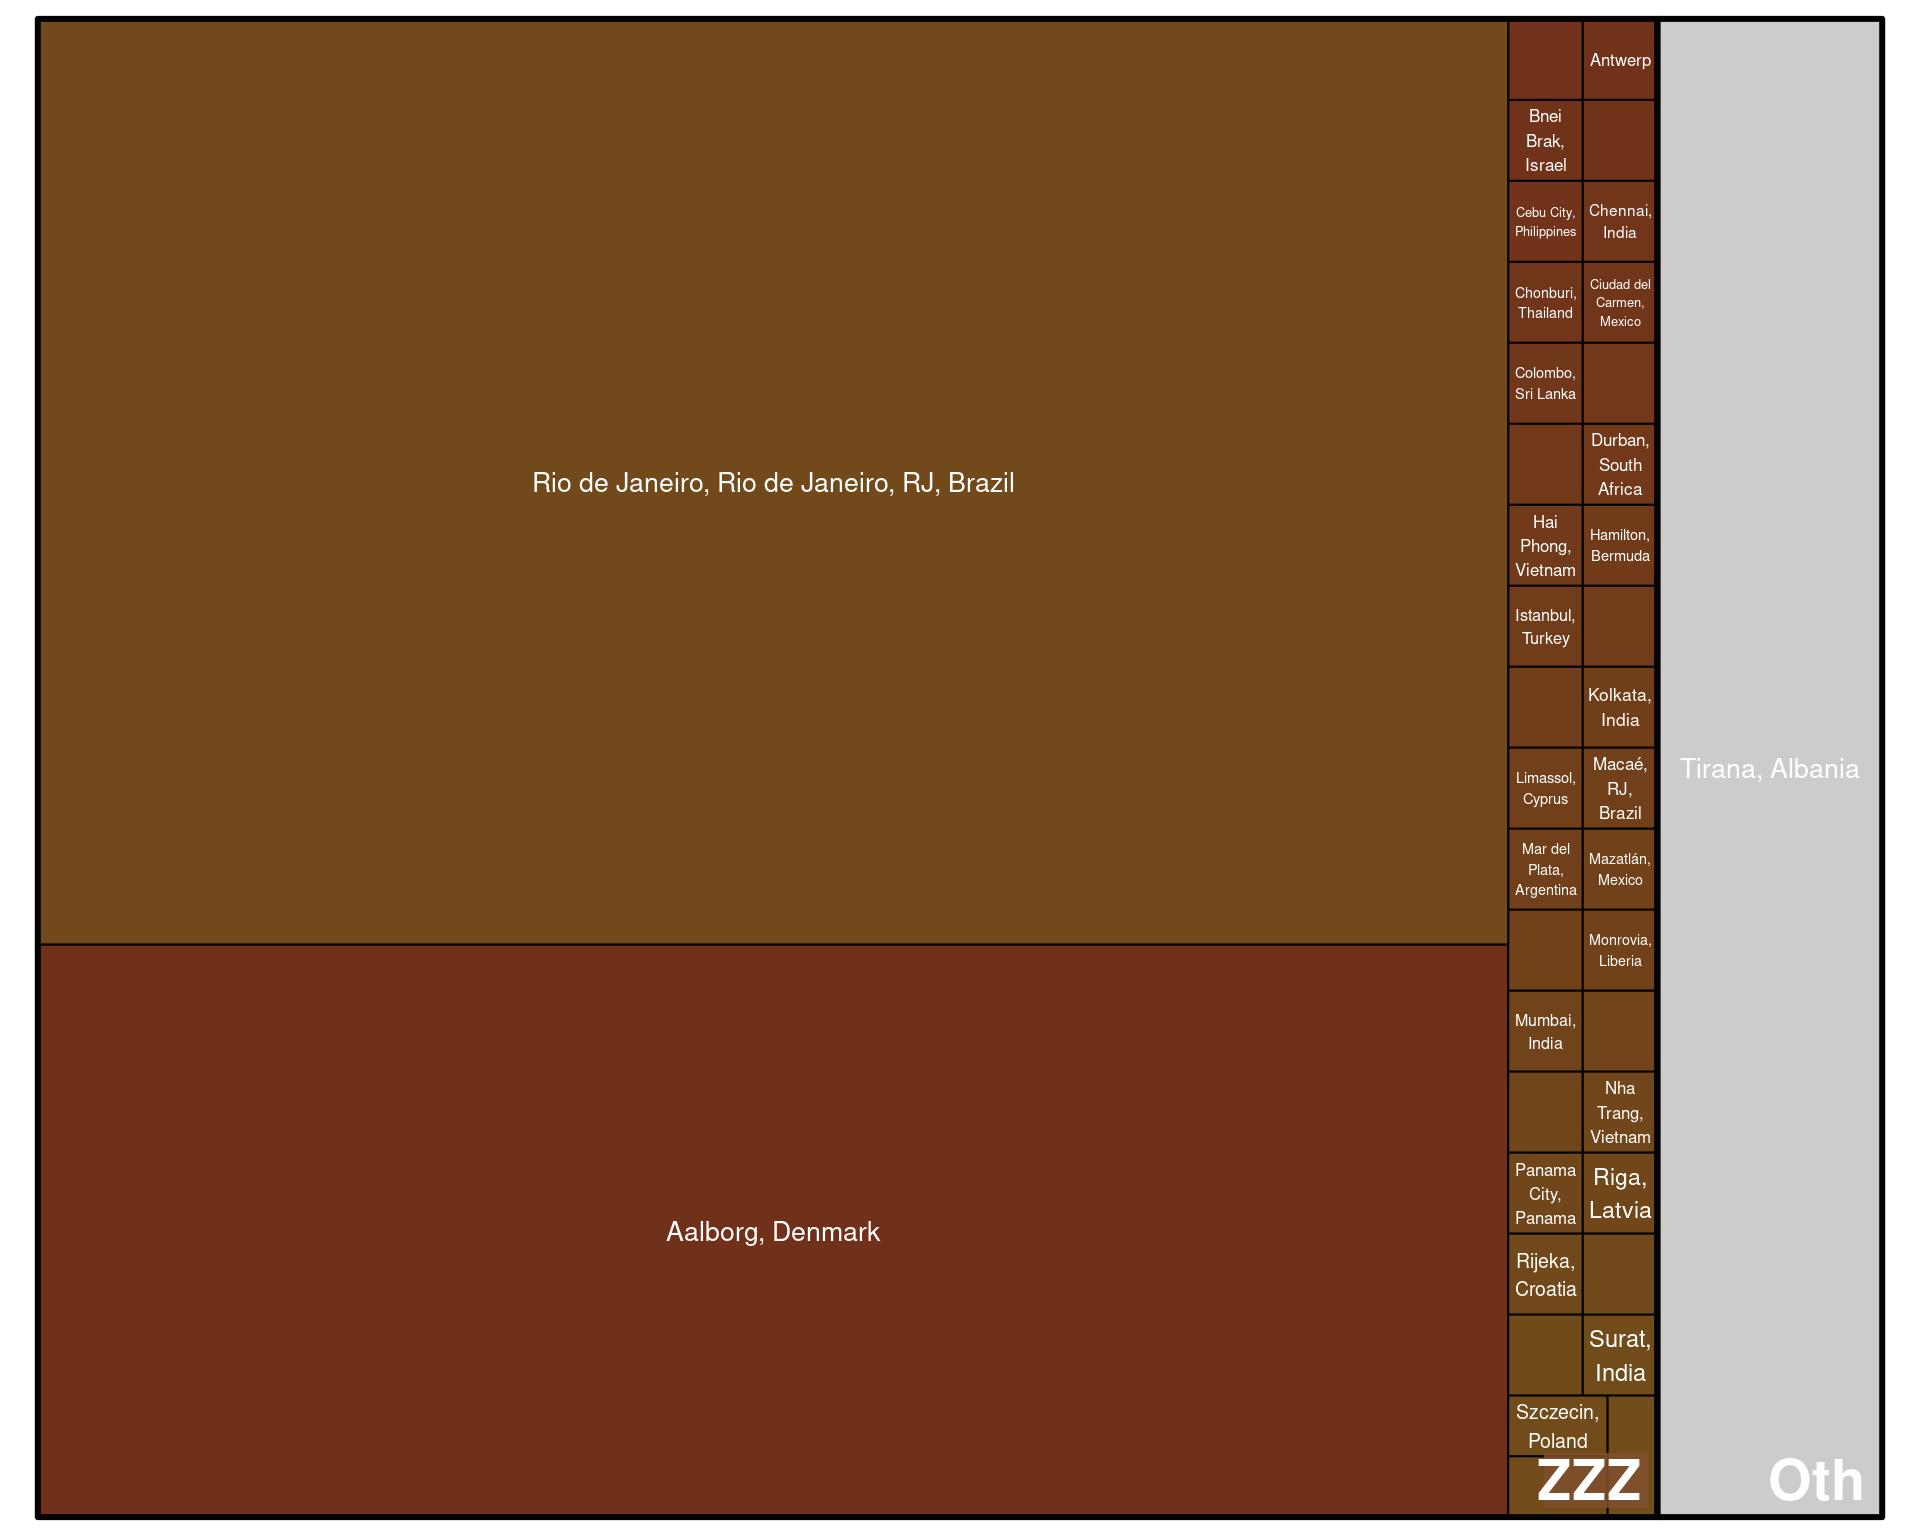 Antwerp
Bnei
Brak,
Israel
Cebu City,
Philippines
Chennai,
India
Chonburi,
Thailand
Ciudad del
Carmen,
Mexico
Colombo,
Sri Lanka
Durban,
South
Africa
Rio de Janeiro, Rio de Janeiro, RJ, Brazil
Hai
Phong,
Vietnam
Hamilton,
Bermuda
Istanbul,
Turkey
Kolkata,
India
Limassol,
Cyprus
Macaé,
RJ,
Brazil
Tirana, Albania
Mar del
Plata,
Argentina
Mazatlán,
Mexico
Monrovia,
Liberia
Mumbai,
India
Nha
Trang,
Vietnam
Panama
City,
Panama
Riga,
Latvia
Aalborg, Denmark
Rijeka,
Croatia
Surat,
India
Szczecin,
Poland
ZZZ
Oth